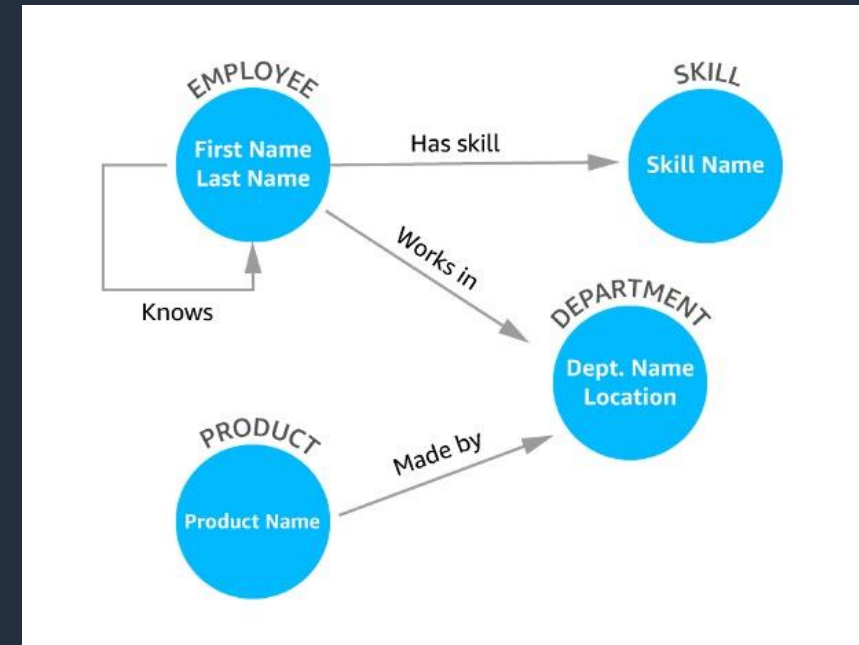 EMPLOYEE
First Name
Last Name
Has skill
SKILL
Skill Name
Knows
Works in
DEPARTMENT
Dept. Name
Location
PRODUCT
Product Name
Made by